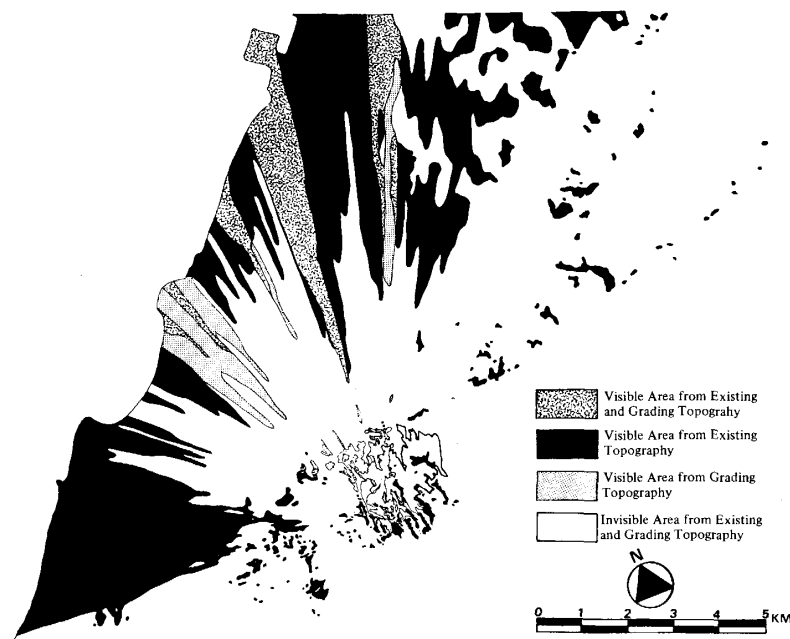 Visible Area from Existing
and Grading Topograhy
Visible Area from Existing
Topography
Visible Area from Grading
Topography
Invisible Area from Existing
and Grading Topography
N
0 1 2 3 4 5 KM